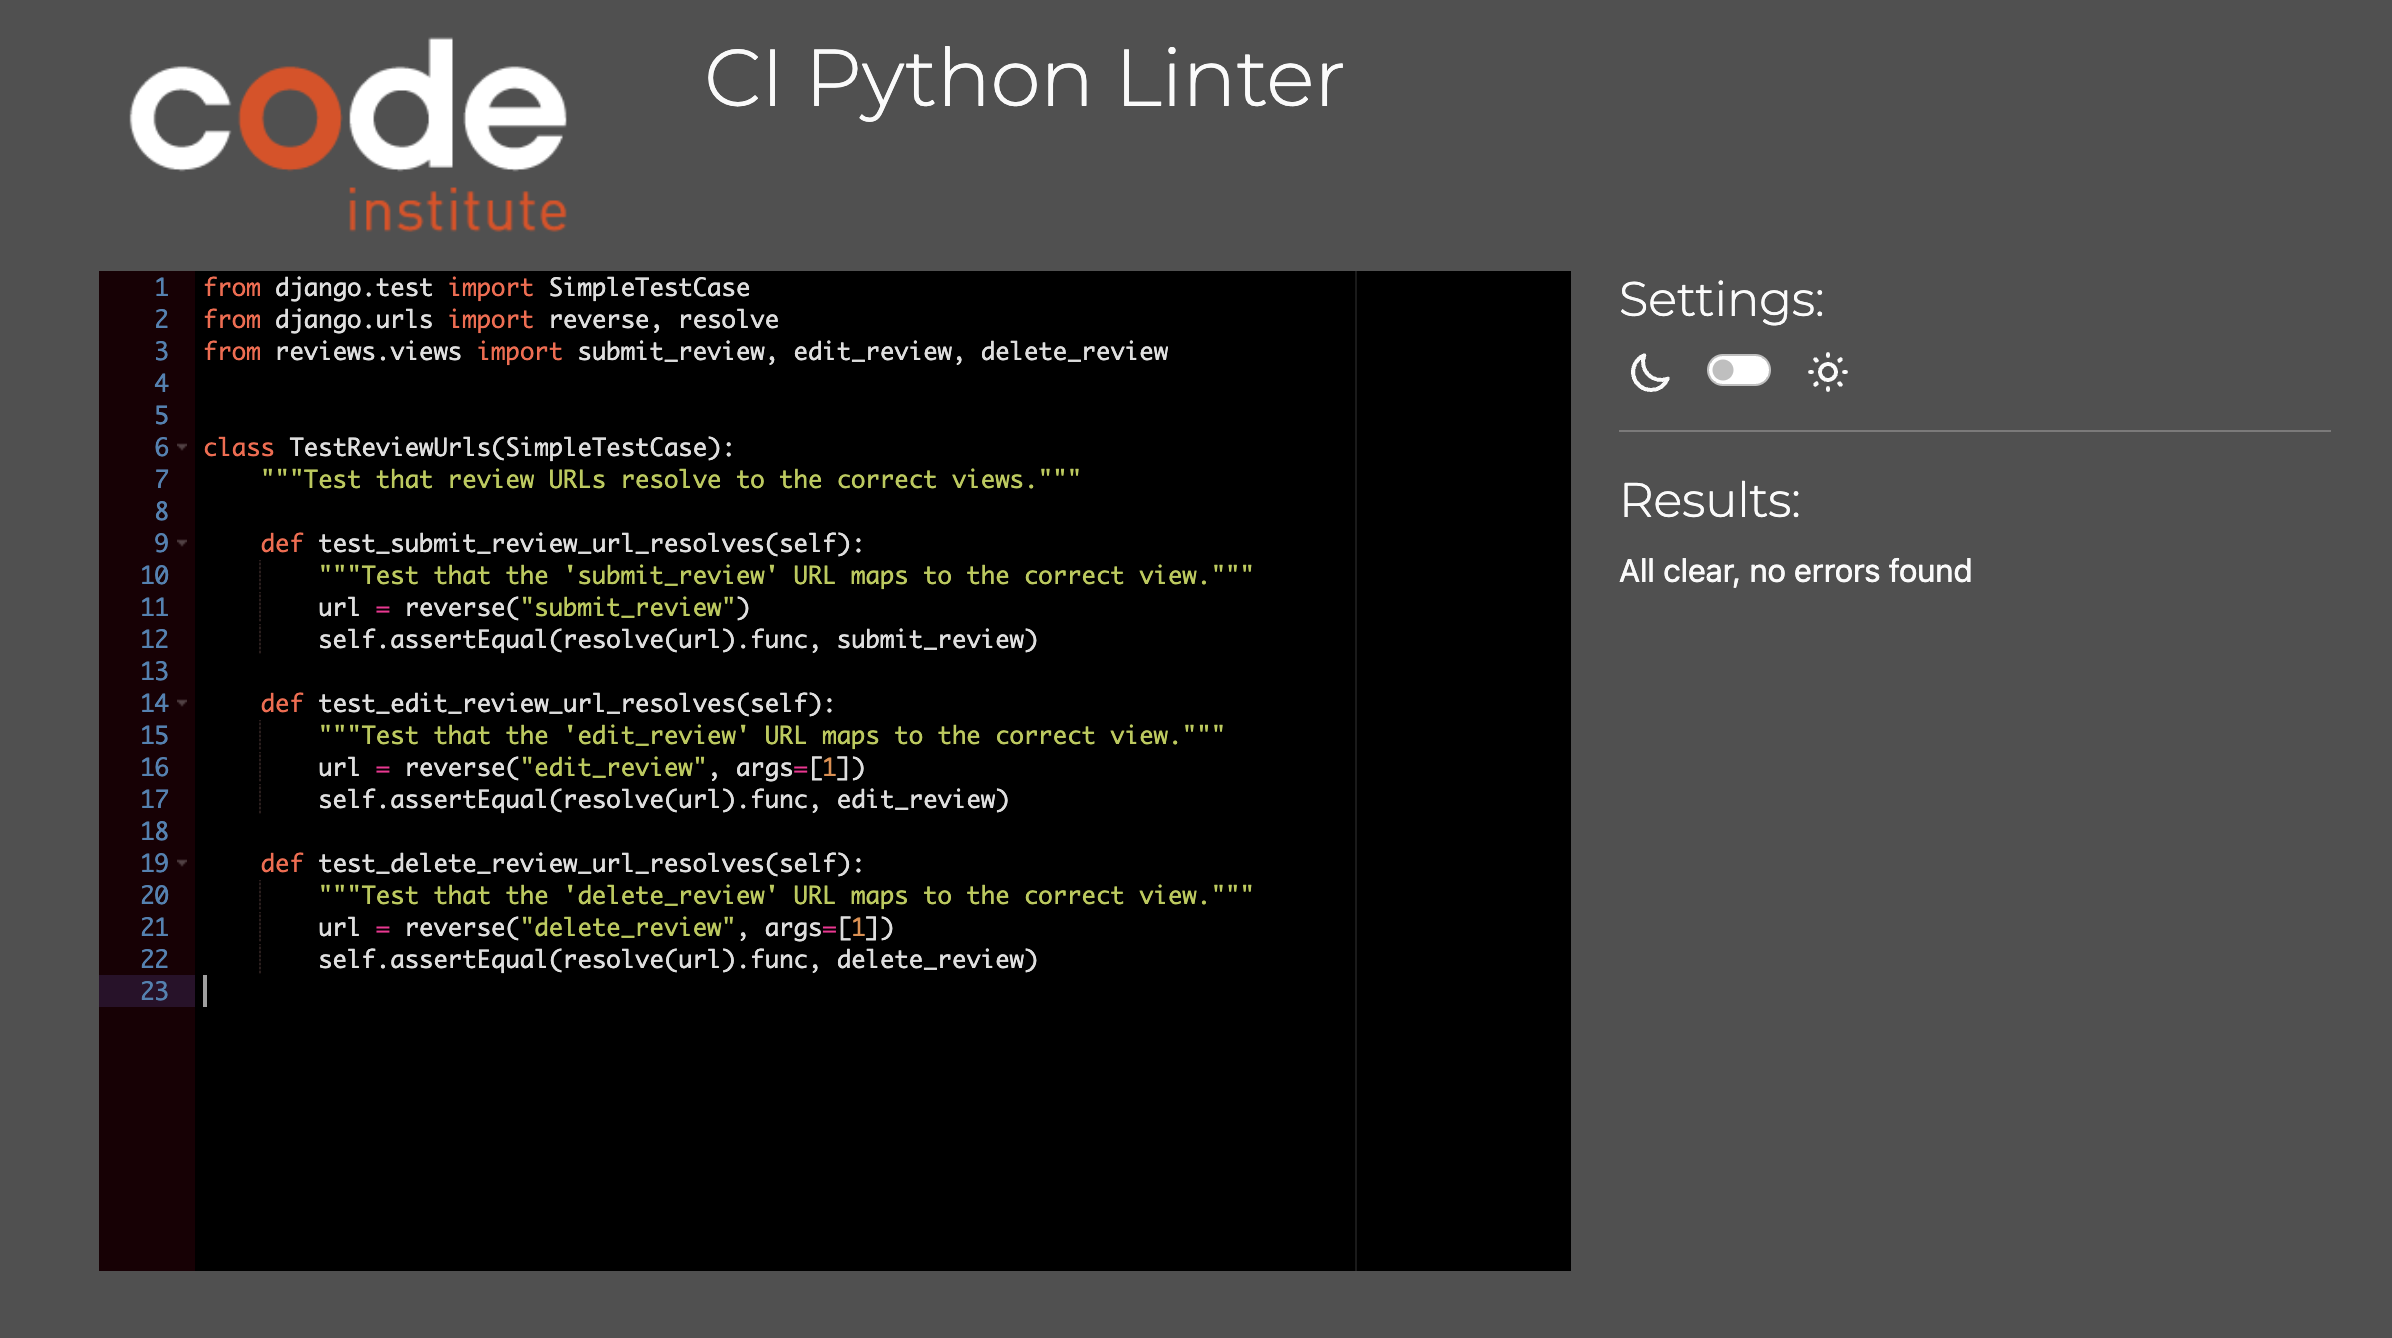 code
institute
CI Python Linter
1 from django.test import SimpleTestCase
2 from django.urls import reverse, resolve
3 from reviews.views import submit_review, edit_review, delete_review
4
5
6 class TestReviewUrls(SimpleTestCase):
7     """Test that review URLs resolve to the correct views."""
8
9     def test_submit_review_url_resolves(self):
10         """Test that the 'submit_review' URL maps to the correct view."""
11         url = reverse("submit_review")
12         self.assertEqual(resolve(url).func, submit_review)
13
14     def test_edit_review_url_resolves(self):
15         """Test that the 'edit_review' URL maps to the correct view."""
16         url = reverse("edit_review", args=[1])
17         self.assertEqual(resolve(url).func, edit_review)
18
19     def test_delete_review_url_resolves(self):
20         """Test that the 'delete_review' URL maps to the correct view."""
21         url = reverse("delete_review", args=[1])
22         self.assertEqual(resolve(url).func, delete_review)
23
Settings:
Results:
All clear, no errors found